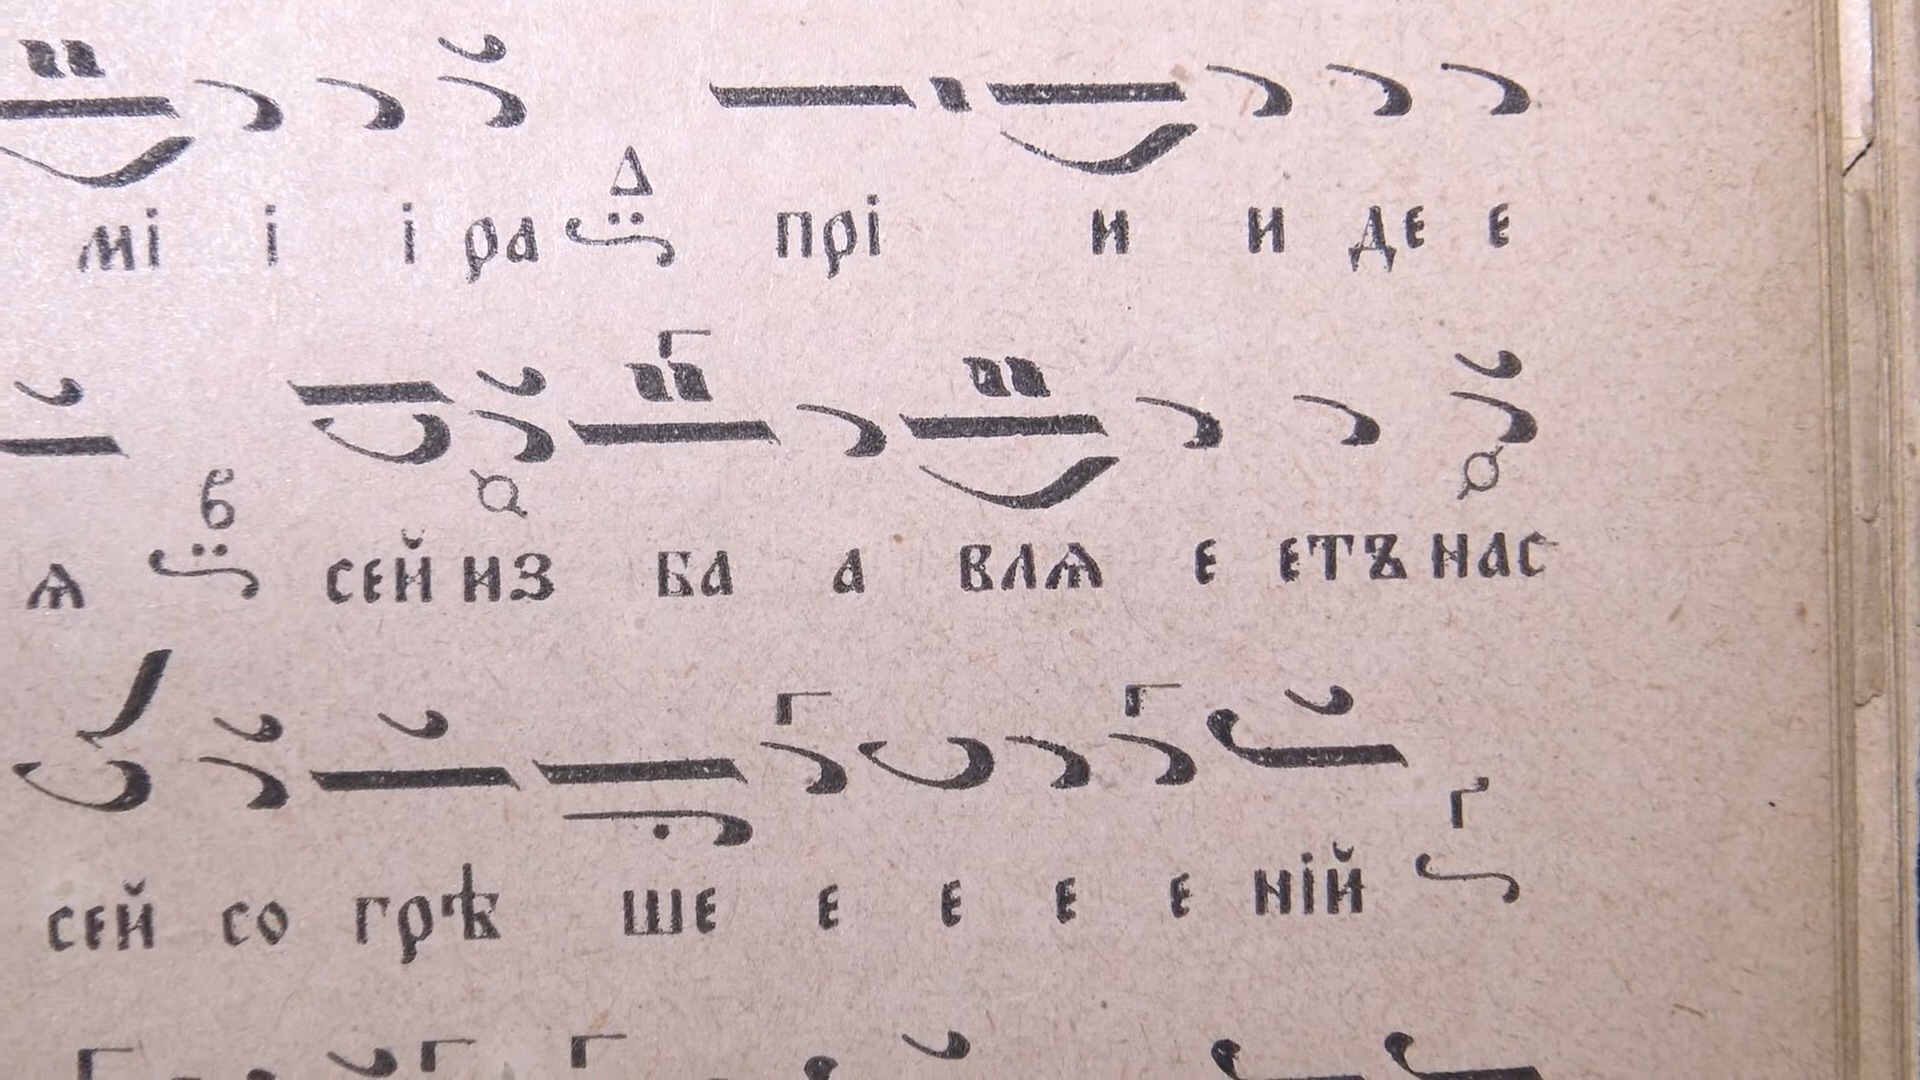 мі і і ра Д прі и и де е
ѧ в сей из ба а влѧ е етъ нас
сей со грѣ ше е е е е ній г